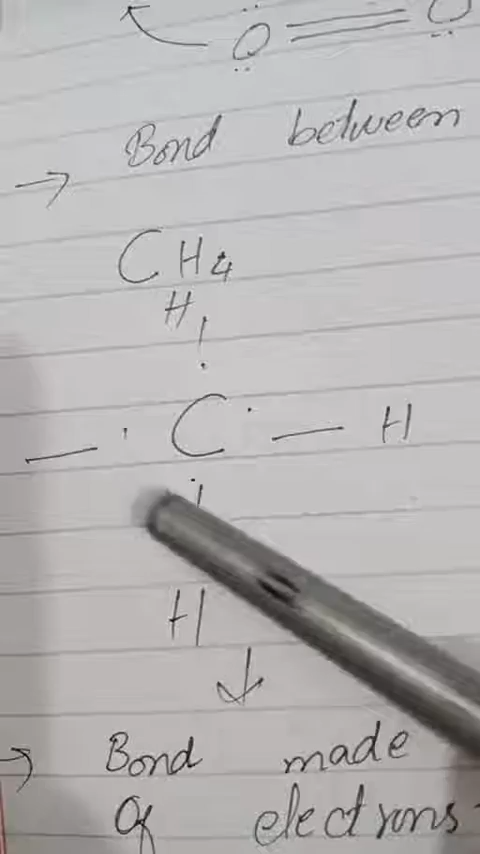 O = O
→ Bond between
CH4
H
— · C · — H
H
↓
→ Bond made
of electrons